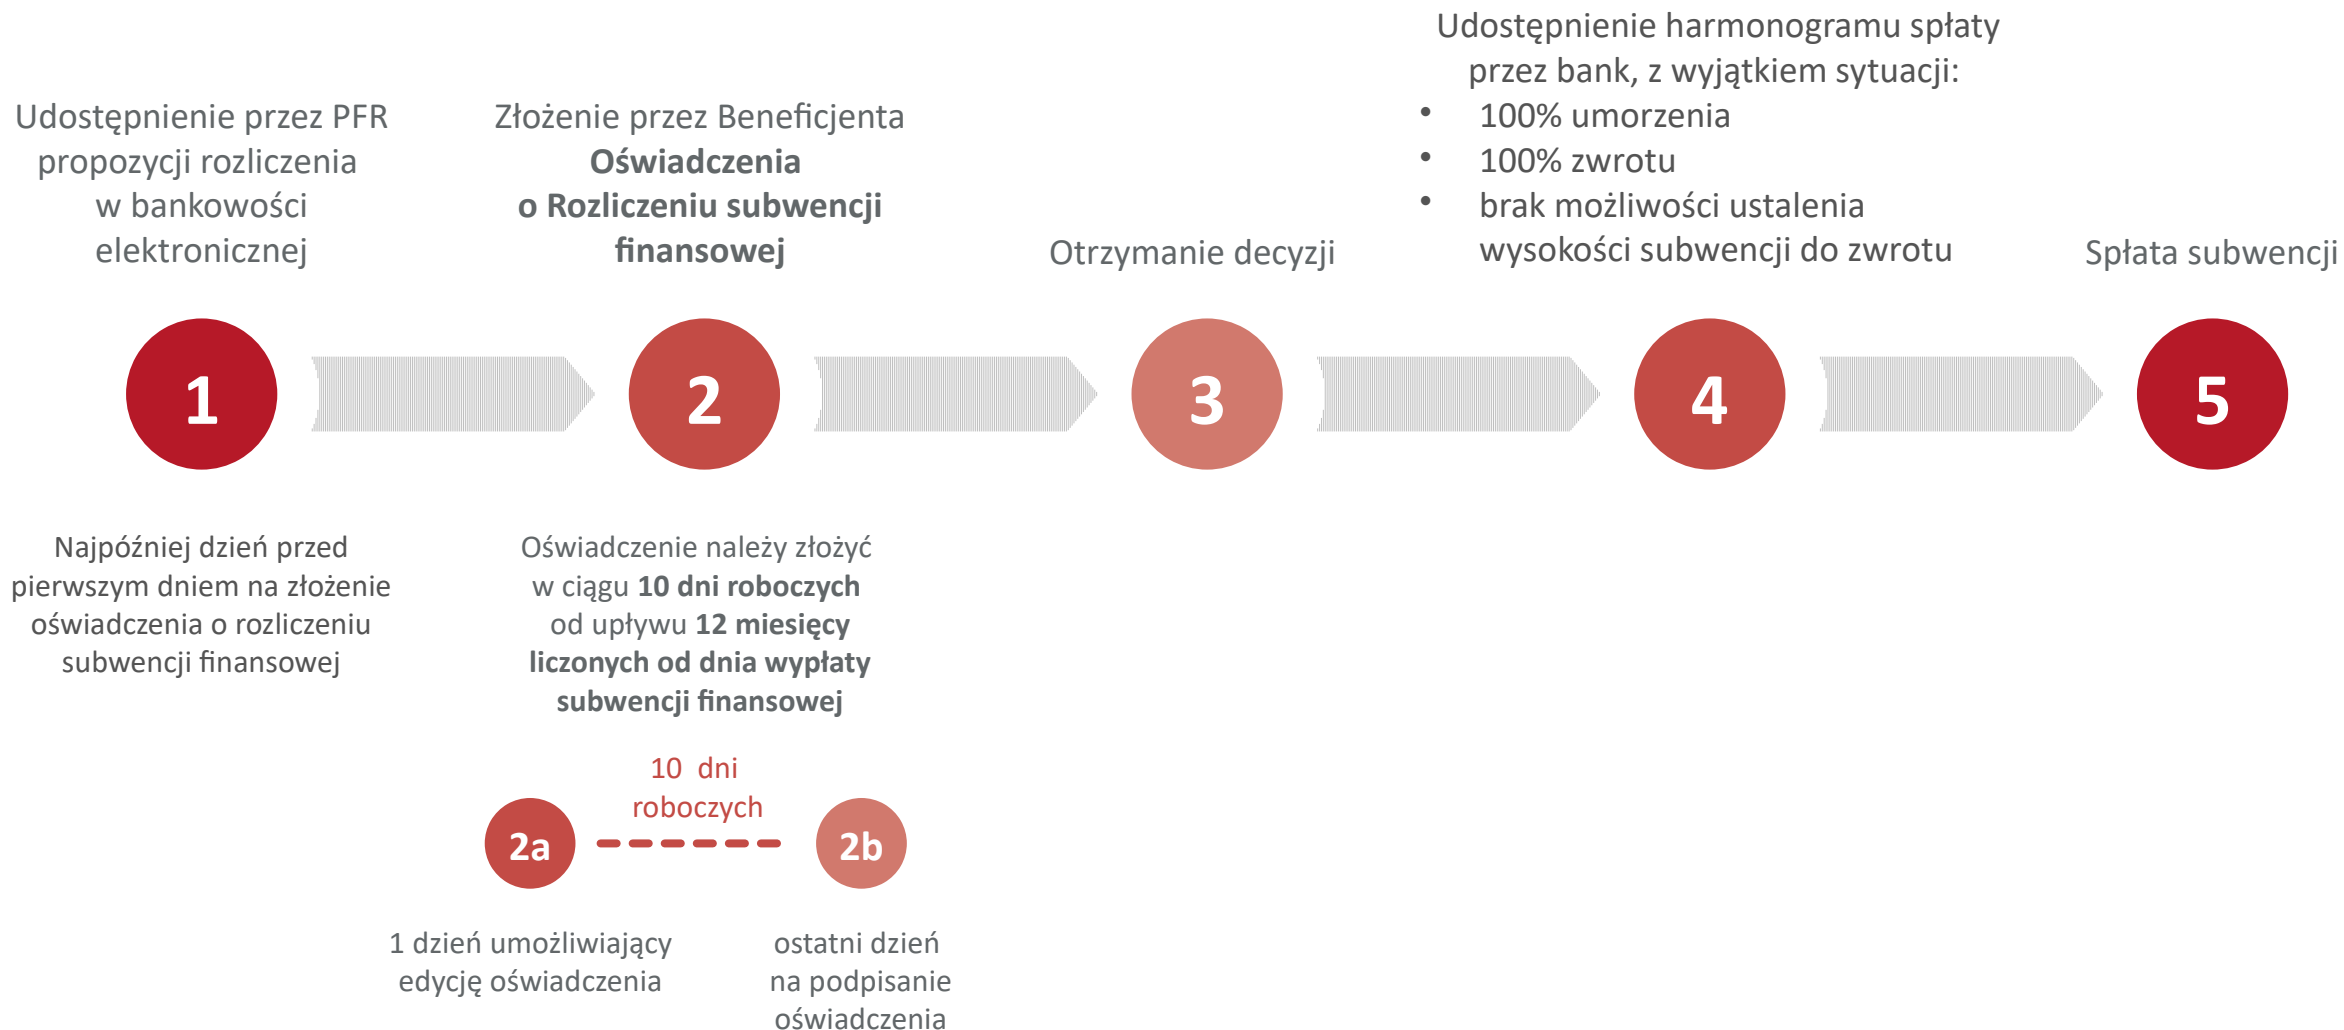 Udostępnienie przez PFR
propozycji rozliczenia
w bankowości
elektronicznej
Złożenie przez Beneficjenta
Oświadczenia
o Rozliczeniu subwencji
finansowej
Otrzymanie decyzji
Udostępnienie harmonogramu spłaty
przez bank, z wyjątkiem sytuacji:
• 100% umorzenia
• 100% zwrotu
• brak możliwości ustalenia
wysokości subwencji do zwrotu
Spłata subwencji
1
2
3
4
5
Najpóźniej dzień przed
pierwszym dniem na złożenie
oświadczenia o rozliczeniu
subwencji finansowej
Oświadczenie należy złożyć
w ciągu 10 dni roboczych
od upływu 12 miesięcy
liczonych od dnia wypłaty
subwencji finansowej
10 dni
roboczych
2a
2b
1 dzień umożliwiający
edycję oświadczenia
ostatni dzień
na podpisanie
oświadczenia